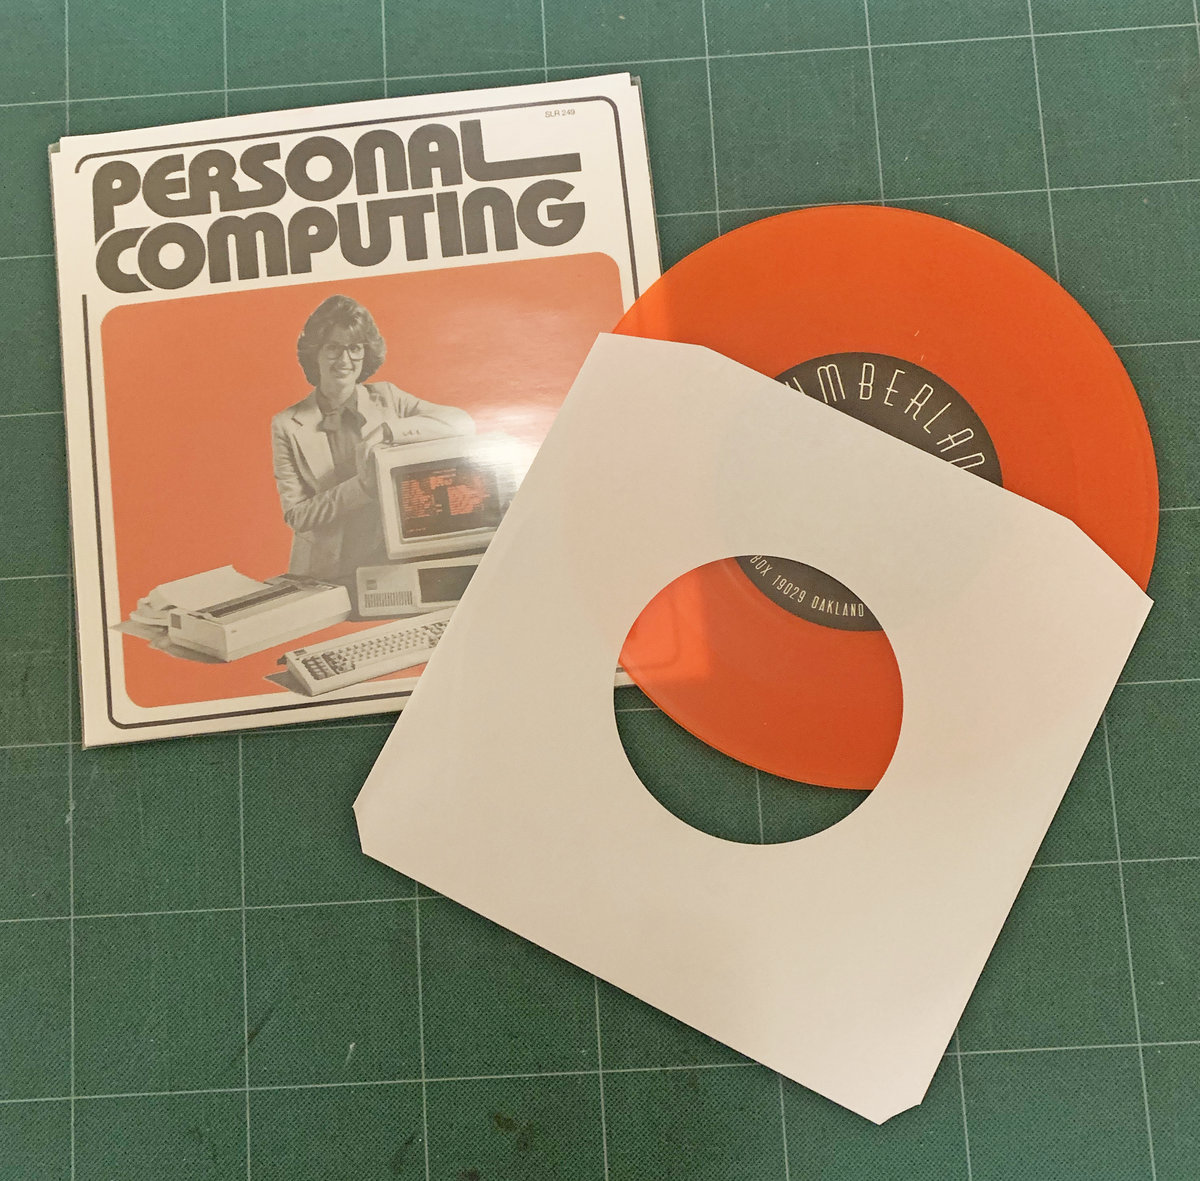 SLR 249
PERSONAL
COMPUTING
UMBERLAN
BOX 19029 OAKLAND